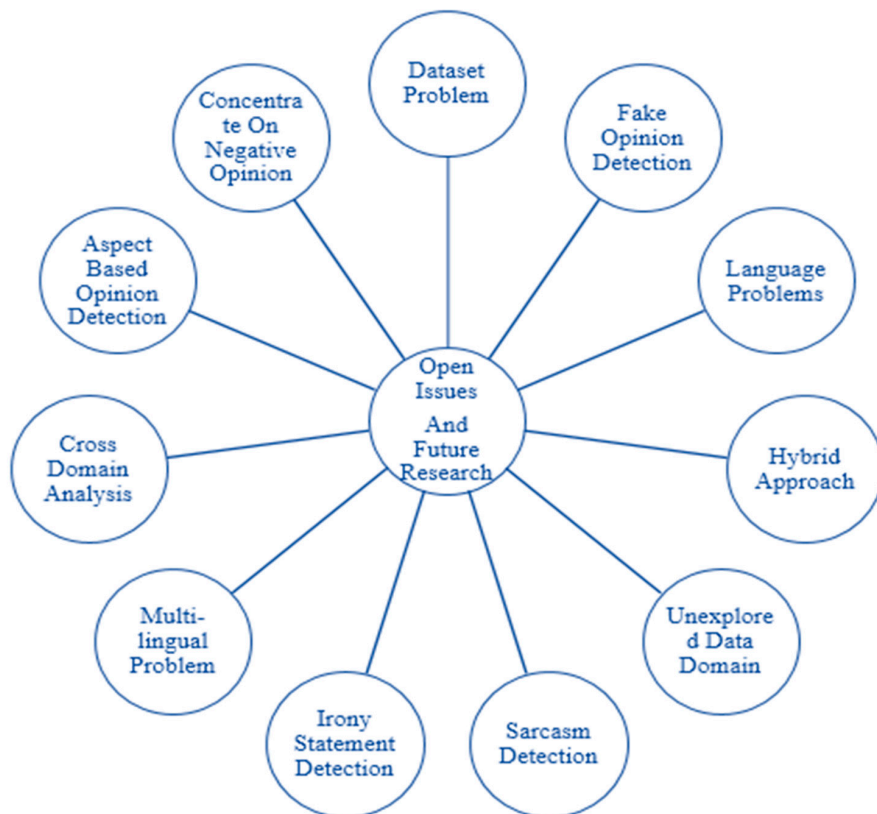 Dataset
Problem
Fake
Opinion
Detection
Language
Problems
Hybrid
Approach
Unexplore
d Data
Domain
Sarcasm
Detection
Irony
Statement
Detection
Multi-
lingual
Problem
Cross
Domain
Analysis
Aspect
Based
Opinion
Detection
Concentra
te On
Negative
Opinion
Open
Issues
And
Future
Research